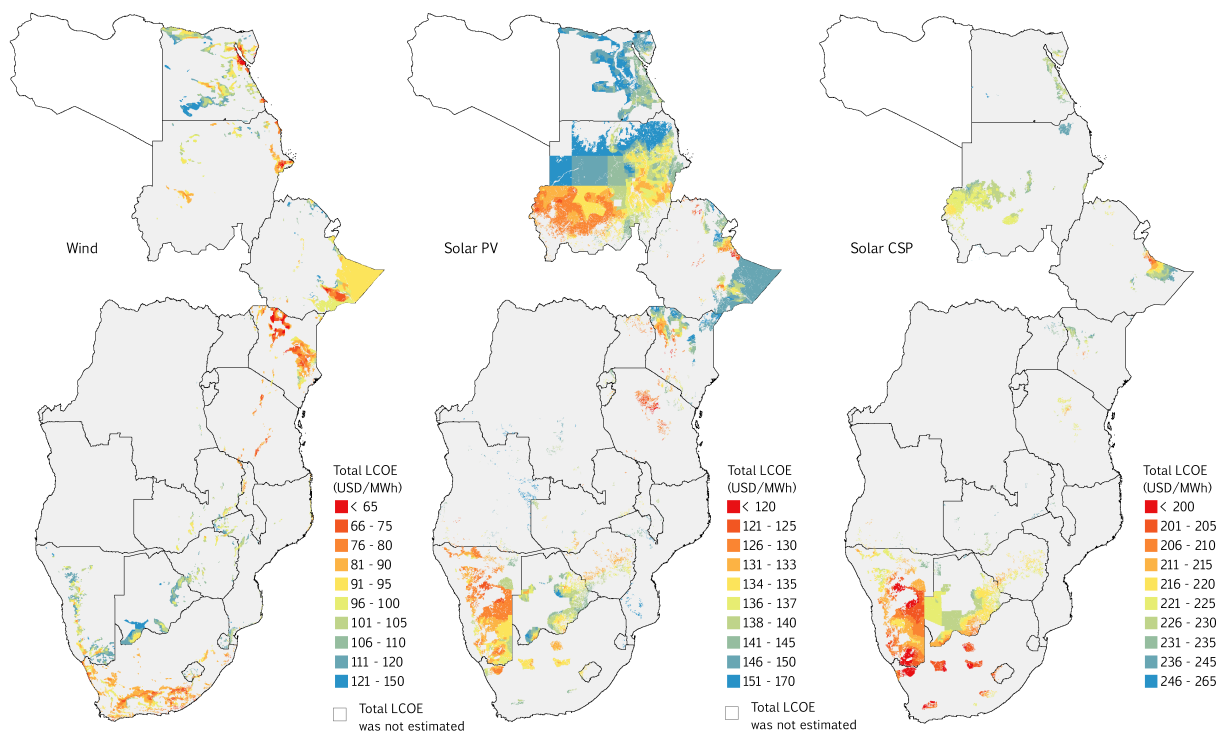 Wind
Total LCOE
(USD/MWh)
< 65
66 - 75
76 - 80
81 - 90
91 - 95
96 - 100
101 - 105
106 - 110
111 - 120
121 - 150
Total LCOE
was not estimated
Solar PV
Total LCOE
(USD/MWh)
< 120
121 - 125
126 - 130
131 - 133
134 - 135
136 - 137
138 - 140
141 - 145
146 - 150
151 - 170
Total LCOE
was not estimated
Solar CSP
Total LCOE
(USD/MWh)
< 200
201 - 205
206 - 210
211 - 215
216 - 220
221 - 225
226 - 230
231 - 235
236 - 245
246 - 265